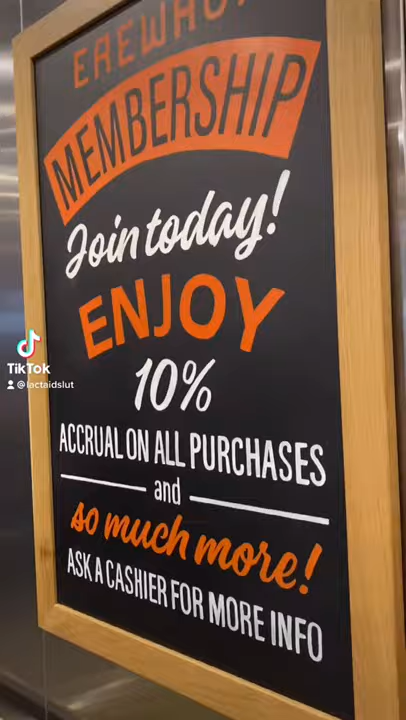 EREWHON
MEMBERSHIP
Join today!
ENJOY
10%
ACCRUAL ON ALL PURCHASES
and
so much more!
ASK A CASHIER FOR MORE INFO
TikTok
@lactaidslut